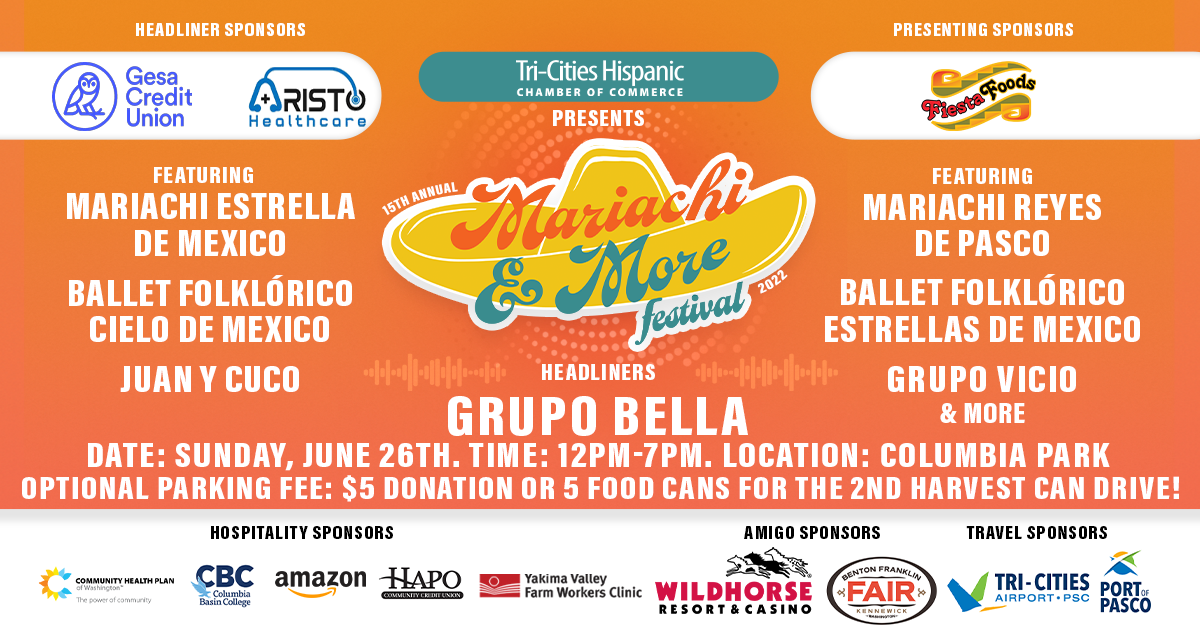 HEADLINER SPONSORS
Gesa
Credit
Union
ARISTO
Healthcare
Tri-Cities Hispanic
CHAMBER OF COMMERCE
PRESENTS
PRESENTING SPONSORS
Fiesta Foods
15TH ANNUAL
Mariachi
& More
festival
2022
FEATURING
MARIACHI ESTRELLA
DE MEXICO
BALLET FOLKLÓRICO
CIELO DE MEXICO
JUAN Y CUCO
FEATURING
MARIACHI REYES
DE PASCO
BALLET FOLKLÓRICO
ESTRELLAS DE MEXICO
GRUPO VICIO
& MORE
HEADLINERS
GRUPO BELLA
DATE: SUNDAY, JUNE 26TH. TIME: 12PM-7PM. LOCATION: COLUMBIA PARK
OPTIONAL PARKING FEE: $5 DONATION OR 5 FOOD CANS FOR THE 2ND HARVEST CAN DRIVE!
HOSPITALITY SPONSORS
COMMUNITY HEALTH PLAN
of Washington™
The power of community
CBC
Columbia
Basin College
amazon
HAPO
COMMUNITY CREDIT UNION
Yakima Valley
Farm Workers Clinic
AMIGO SPONSORS
WILDHORSE
RESORT & CASINO
BENTON FRANKLIN
FAIR
KENNEWICK
WASHINGTON
TRAVEL SPONSORS
TRI-CITIES
AIRPORT • PSC
PORT
OF
PASCO